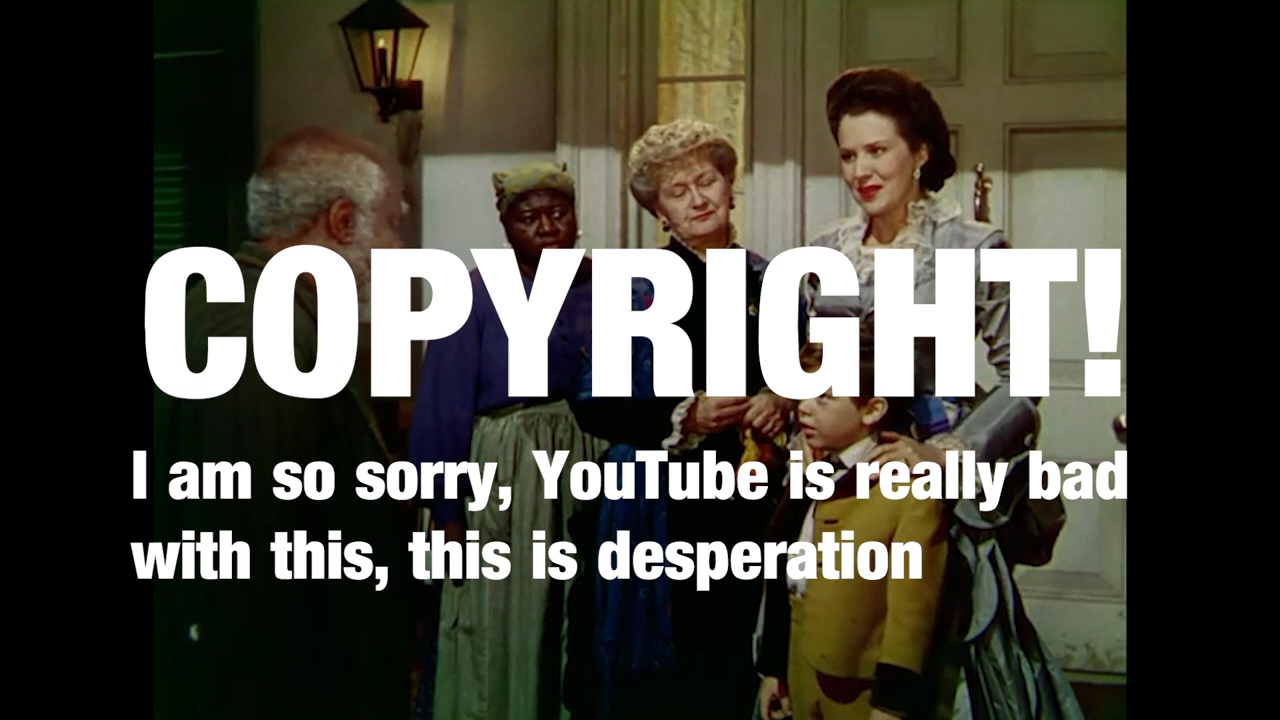 COPYRIGHT!
I am so sorry, YouTube is really bad
with this, this is desperation